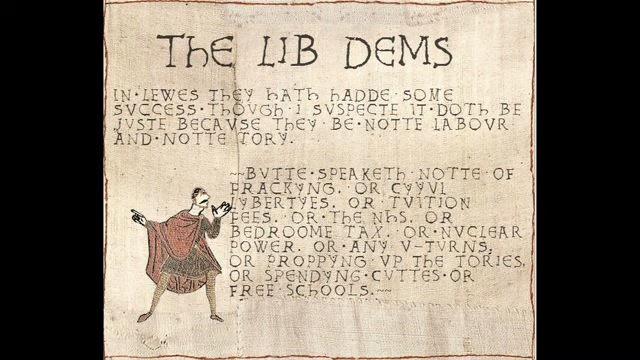 The LIB DEMS
IN·LEWES THEY hATh hADDE SOME
SVCCESS·ThOVGh·I SVSPECTE IT·DOTh BE
JVSTE BECAVSE ThEY BE·NOTTE LABOVR
AND·NOTTE TORY.
~~BVTTE·SPEAKETh·NOTTE OF
FRACKYNG. OR CYYVL
LYBERTYES. OR TVITION
FEES. OR·The NhS. OR
BEDROOME TAX. OR·NVCLEAR
POWER. OR·ANY V-TVRNS.
OR PROPPYNG VP THE TORIES.
OR SPENDYNG·CVTTES·OR
FREE·SCHOOLS.~~